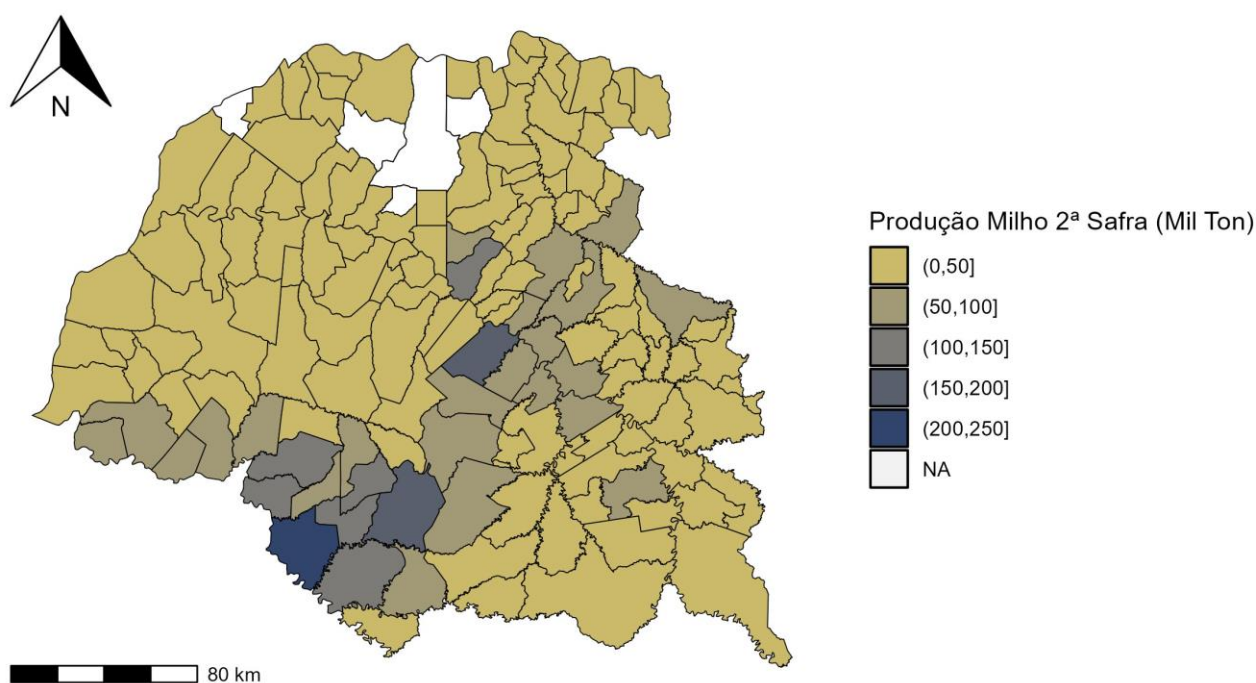 N
Produção Milho 2ª Safra (Mil Ton)
(0,50]
(50,100]
(100,150]
(150,200]
(200,250]
NA
80 km